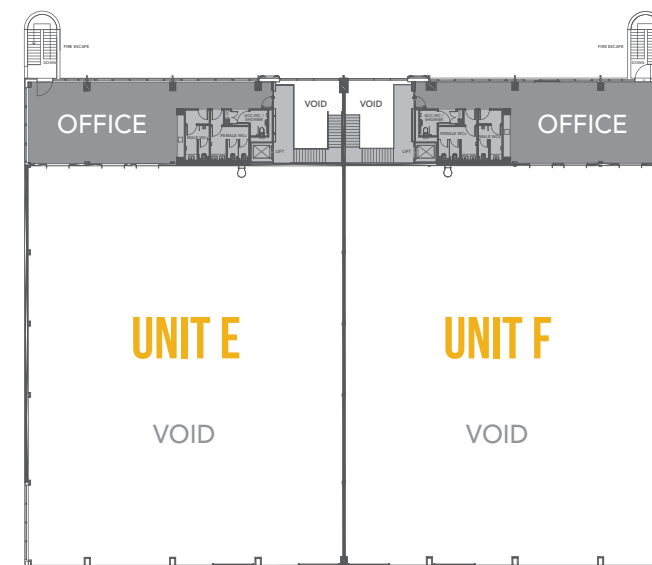 FIRE ESCAPE
FIRE ESCAPE
DOWN
DOWN
VOID
VOID
OFFICE
ACC.WC /
SHOWER
MALE WCs
FEMALE WCs
LIFT
LIFT
ACC.WC /
SHOWER
FEMALE WCs
MALE WCs
OFFICE
UNIT E
UNIT F
VOID
VOID